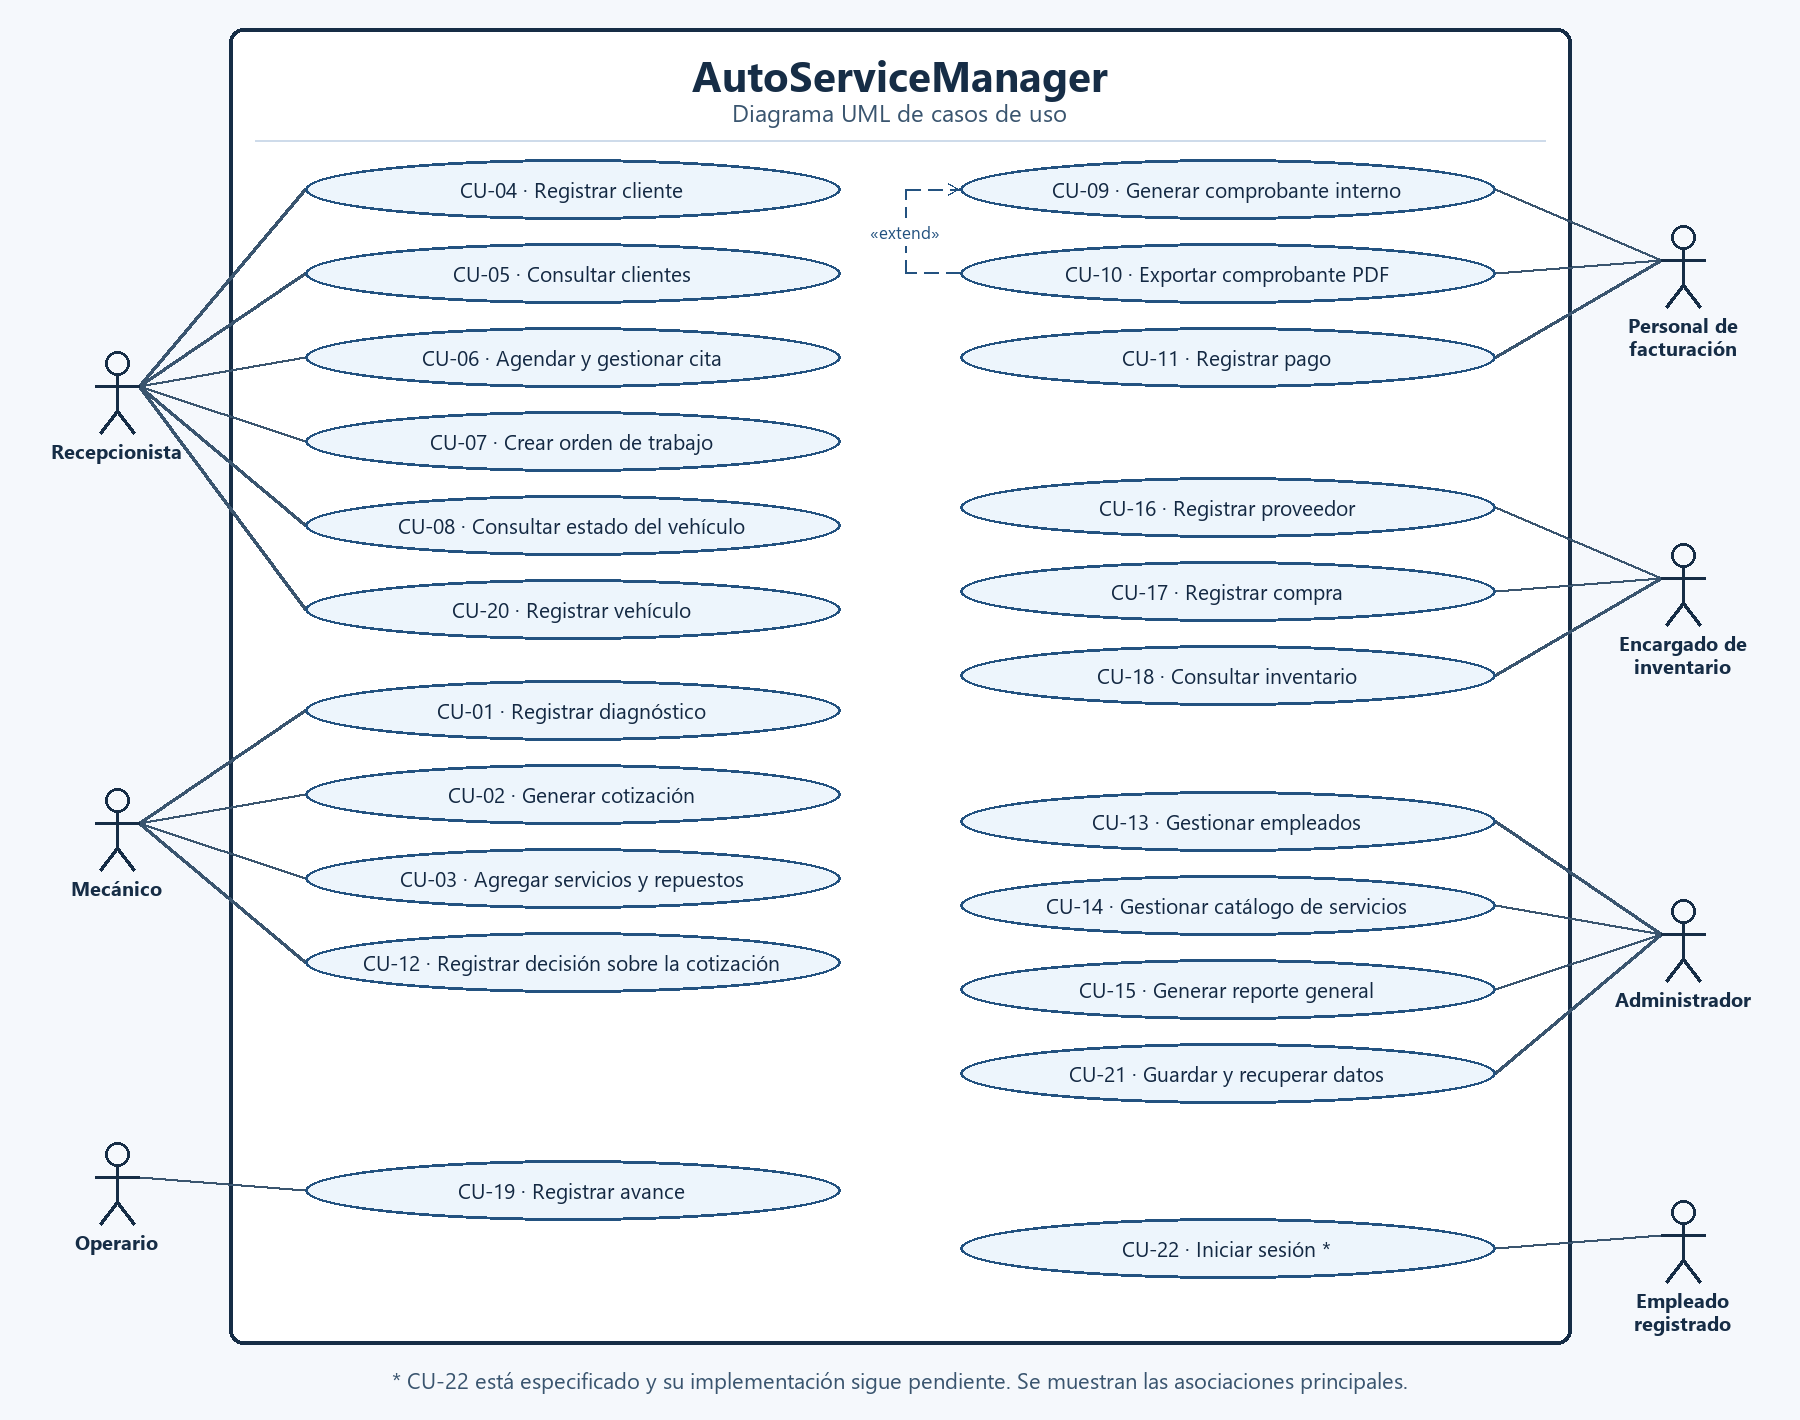 AutoServiceManager
Diagrama UML de casos de uso
CU-04 · Registrar cliente
CU-05 · Consultar clientes
CU-06 · Agendar y gestionar cita
CU-07 · Crear orden de trabajo
CU-08 · Consultar estado del vehículo
CU-20 · Registrar vehículo
Recepcionista
CU-01 · Registrar diagnóstico
CU-02 · Generar cotización
CU-03 · Agregar servicios y repuestos
CU-12 · Registrar decisión sobre la cotización
Mecánico
CU-19 · Registrar avance
Operario
CU-09 · Generar comprobante interno
«extend»
CU-10 · Exportar comprobante PDF
CU-11 · Registrar pago
Personal de
facturación
CU-16 · Registrar proveedor
CU-17 · Registrar compra
CU-18 · Consultar inventario
Encargado de
inventario
CU-13 · Gestionar empleados
CU-14 · Gestionar catálogo de servicios
CU-15 · Generar reporte general
CU-21 · Guardar y recuperar datos
Administrador
CU-22 · Iniciar sesión *
Empleado
registrado
* CU-22 está especificado y su implementación sigue pendiente. Se muestran las asociaciones principales.